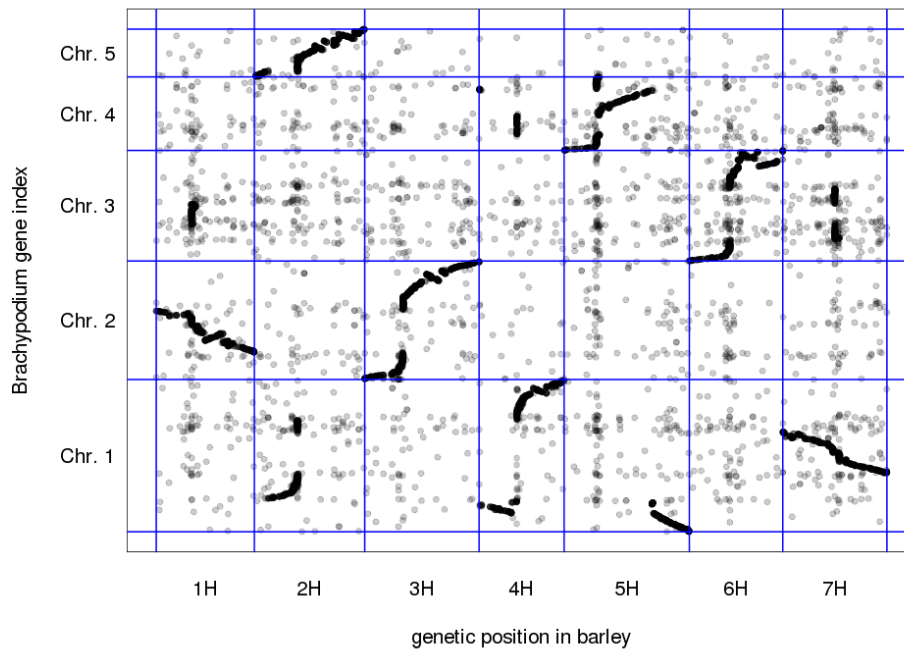 Brachypodium gene index
Chr. 5
Chr. 4
Chr. 3
Chr. 2
Chr. 1
1H 2H 3H 4H 5H 6H 7H
genetic position in barley